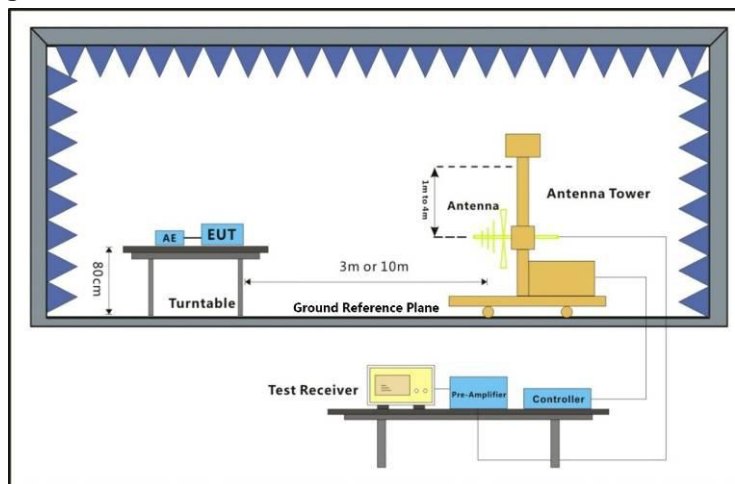 1m to 4m
Antenna
Antenna Tower
AE
EUT
80cm
3m or 10m
Turntable
Ground Reference Plane
Test Receiver
Pre-Amplifier
Controller